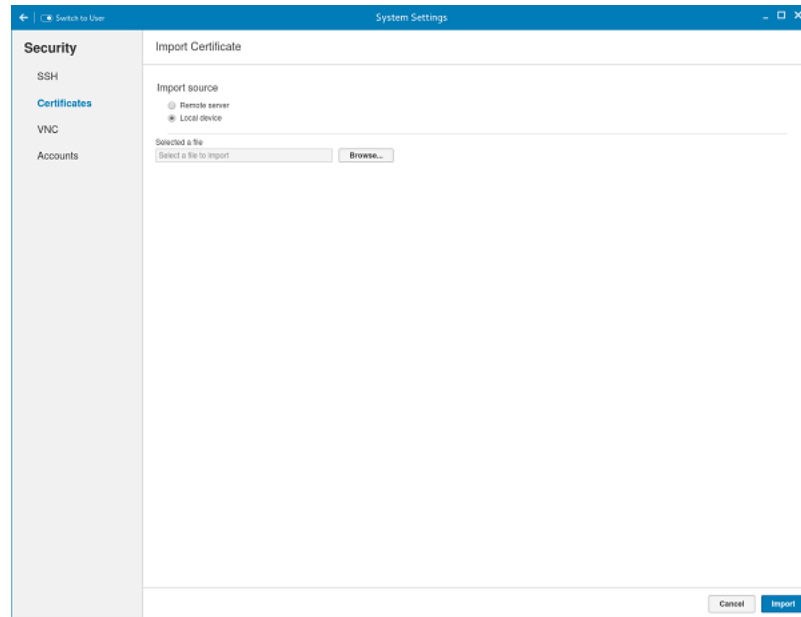 Switch to User
System Settings
Security
SSH
Certificates
VNC
Accounts
Import Certificate
Import source
Remote server
Local device
Selected a file
Select a file to import
Browse...
Cancel
Import